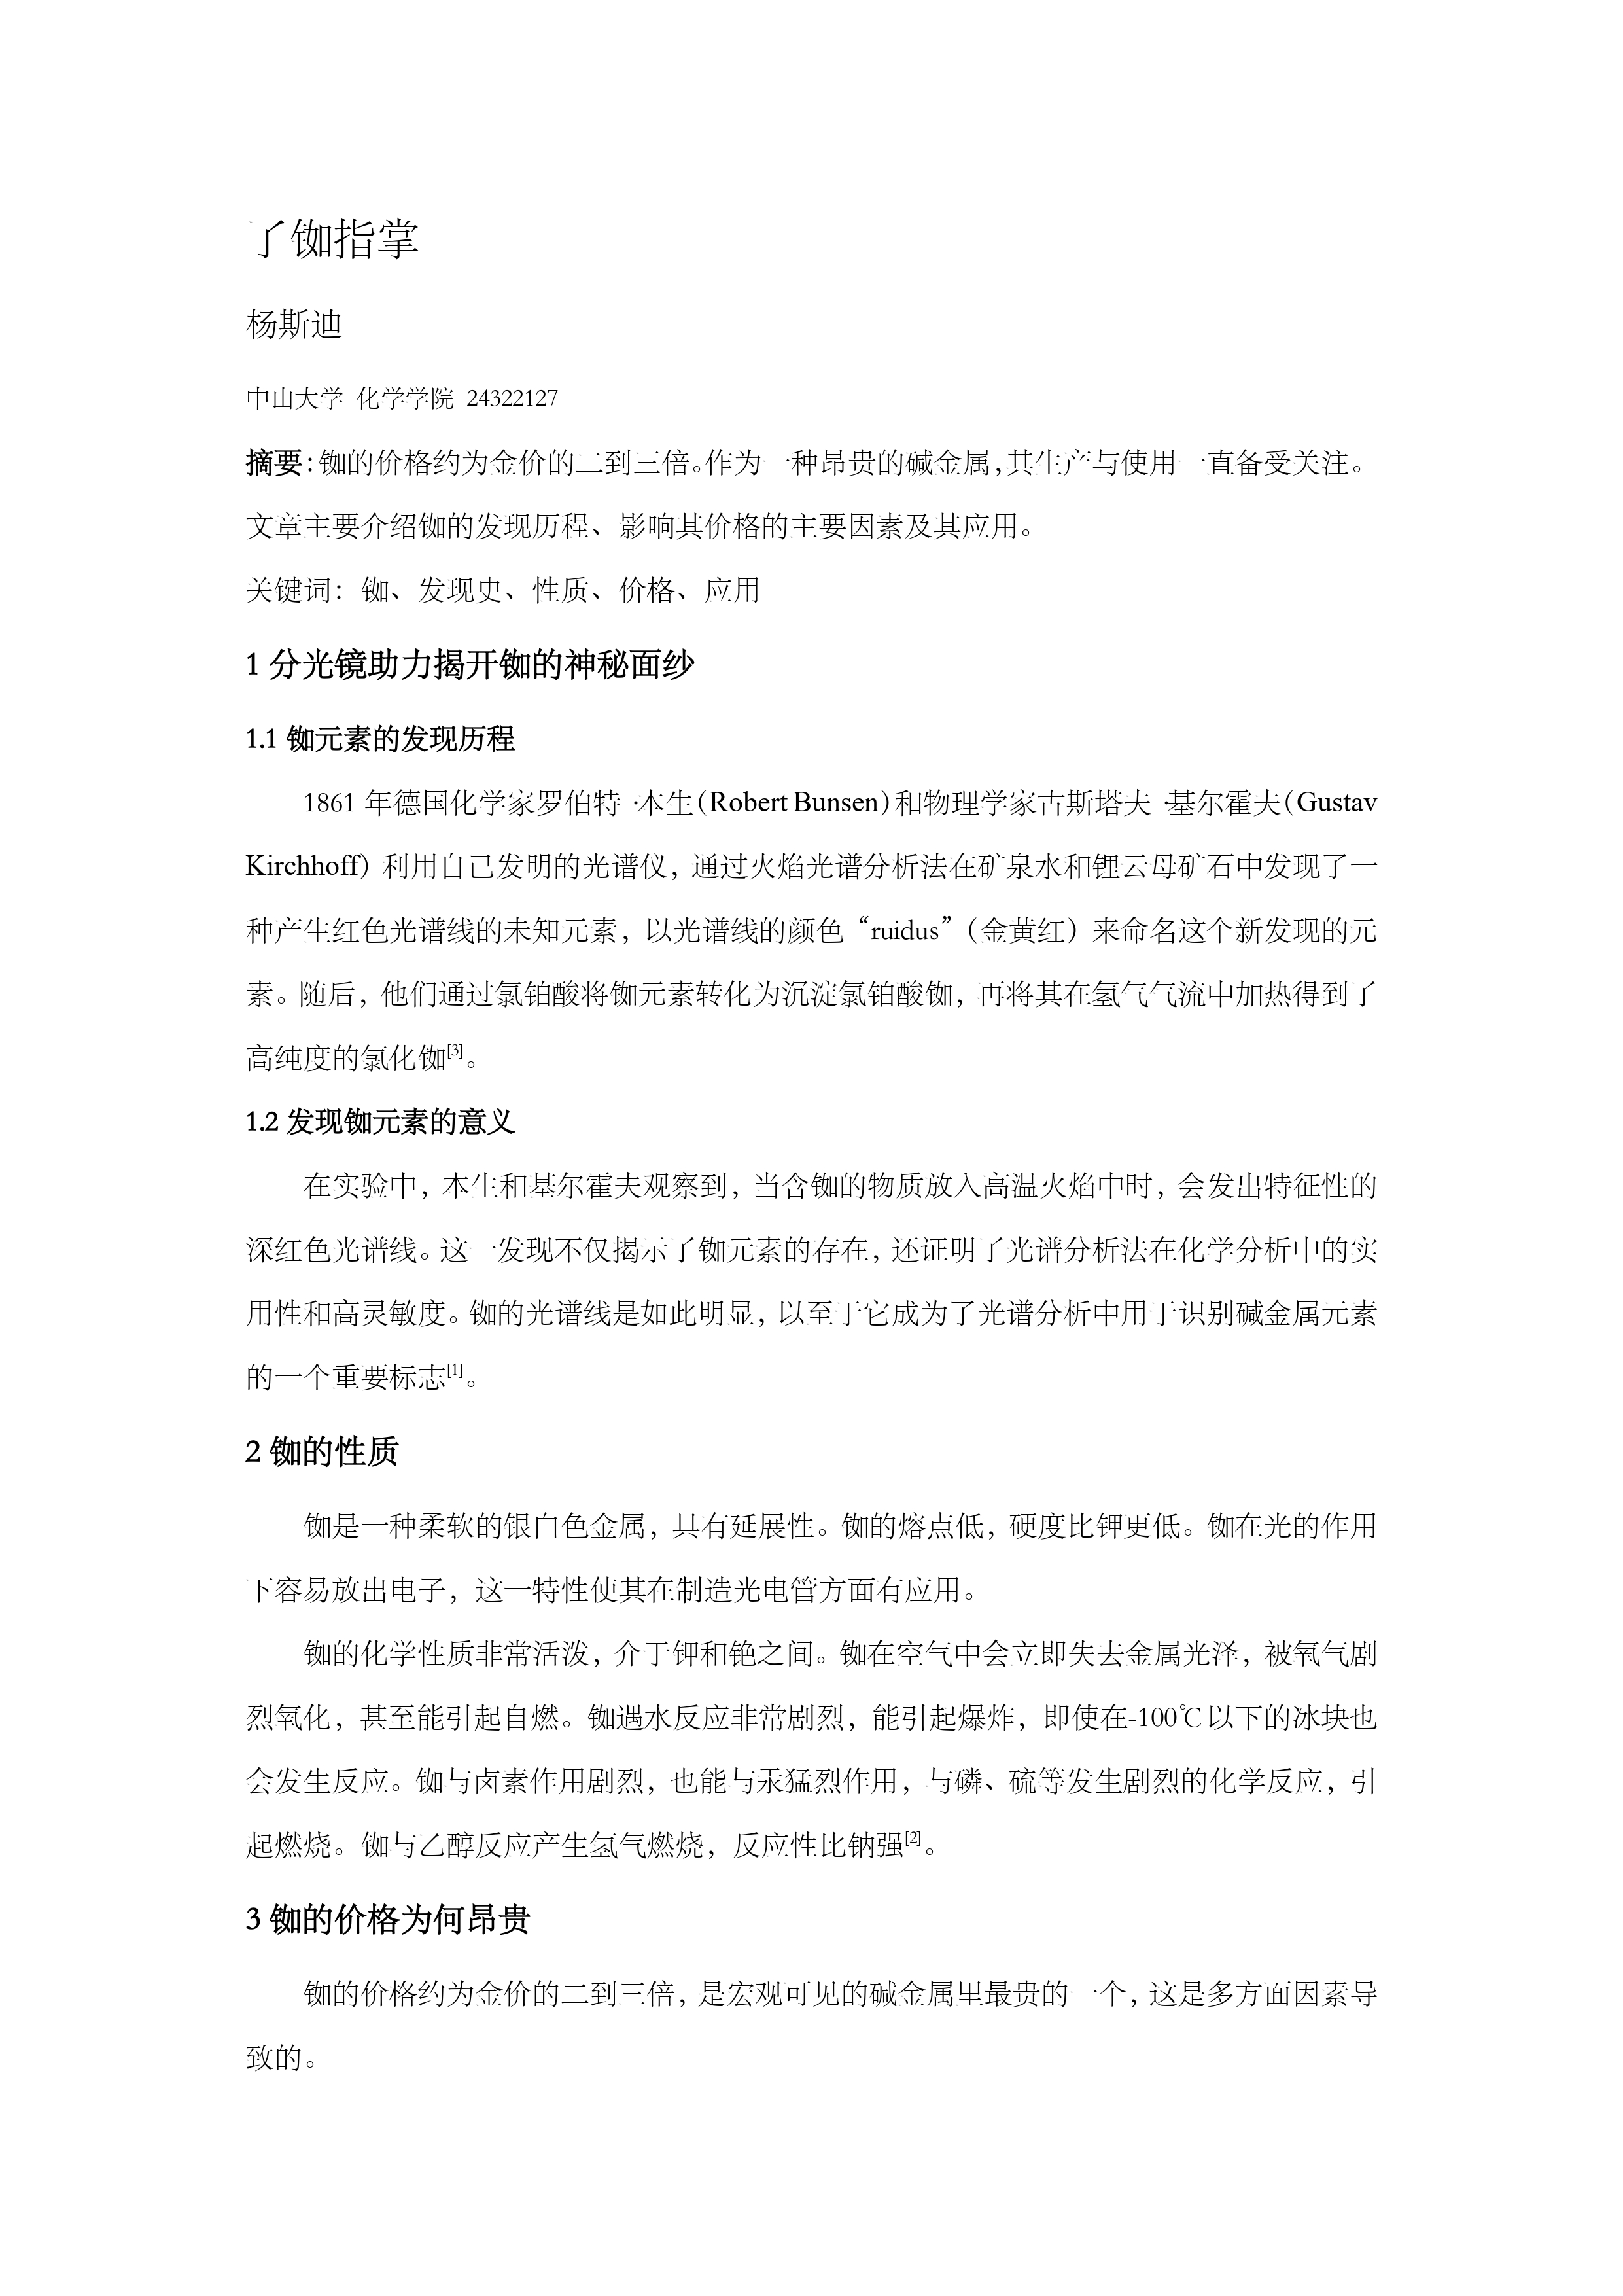 了铷指掌
杨斯迪
中山大学 化学学院 24322127
摘要：铷的价格约为金价的二到三倍。作为一种昂贵的碱金属，其生产与使用一直备受关注。
文章主要介绍铷的发现历程、影响其价格的主要因素及其应用。
关键词：铷、发现史、性质、价格、应用
1 分光镜助力揭开铷的神秘面纱
1.1 铷元素的发现历程
1861 年德国化学家罗伯特·本生（Robert Bunsen）和物理学家古斯塔夫·基尔霍夫（Gustav
Kirchhoff）利用自己发明的光谱仪，通过火焰光谱分析法在矿泉水和锂云母矿石中发现了一
种产生红色光谱线的未知元素，以光谱线的颜色“ruidus”（金黄红）来命名这个新发现的元
素。随后，他们通过氯铂酸将铷元素转化为沉淀氯铂酸铷，再将其在氢气气流中加热得到了
高纯度的氯化铷[3]。
1.2 发现铷元素的意义
在实验中，本生和基尔霍夫观察到，当含铷的物质放入高温火焰中时，会发出特征性的
深红色光谱线。这一发现不仅揭示了铷元素的存在，还证明了光谱分析法在化学分析中的实
用性和高灵敏度。铷的光谱线是如此明显，以至于它成为了光谱分析中用于识别碱金属元素
的一个重要标志[1]。
2 铷的性质
铷是一种柔软的银白色金属，具有延展性。铷的熔点低，硬度比钾更低。铷在光的作用
下容易放出电子，这一特性使其在制造光电管方面有应用。
铷的化学性质非常活泼，介于钾和铯之间。铷在空气中会立即失去金属光泽，被氧气剧
烈氧化，甚至能引起自燃。铷遇水反应非常剧烈，能引起爆炸，即使在-100℃以下的冰块也
会发生反应。铷与卤素作用剧烈，也能与汞猛烈作用，与磷、硫等发生剧烈的化学反应，引
起燃烧。铷与乙醇反应产生氢气燃烧，反应性比钠强[2]。
3 铷的价格为何昂贵
铷的价格约为金价的二到三倍，是宏观可见的碱金属里最贵的一个，这是多方面因素导
致的。